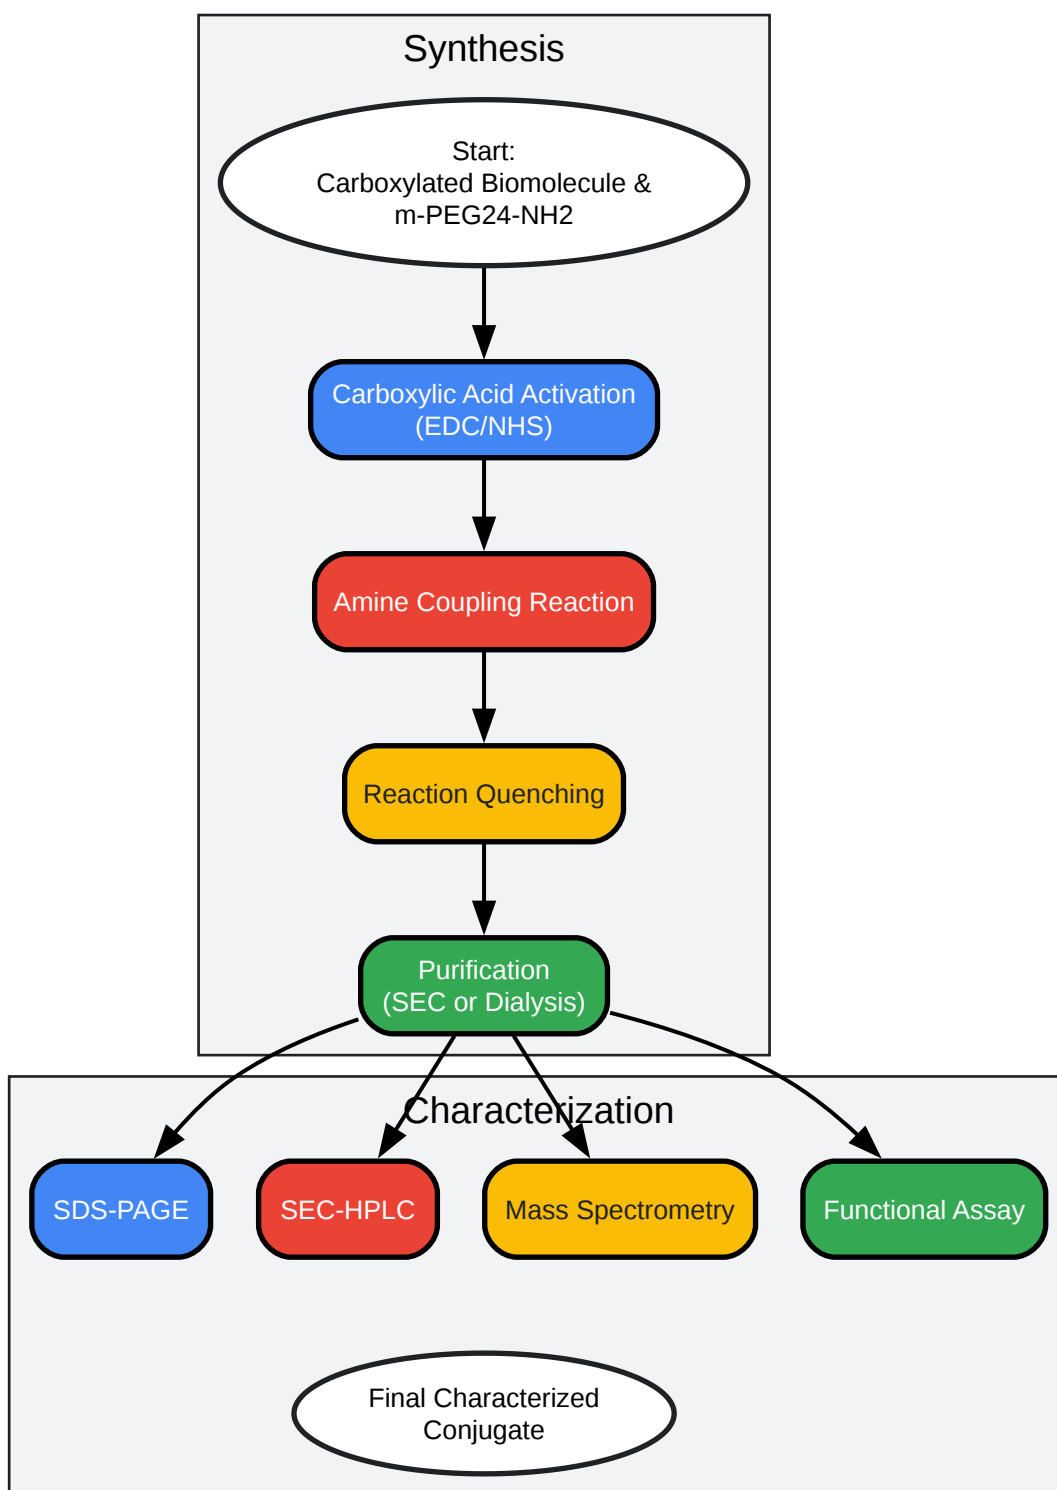 Synthesis
Start:
Carboxylated Biomolecule &
m-PEG24-NH2
Carboxylic Acid Activation
(EDC/NHS)
Amine Coupling Reaction
Reaction Quenching
Purification
(SEC or Dialysis)
Characterization
SDS-PAGE
SEC-HPLC
Mass Spectrometry
Functional Assay
Final Characterized
Conjugate